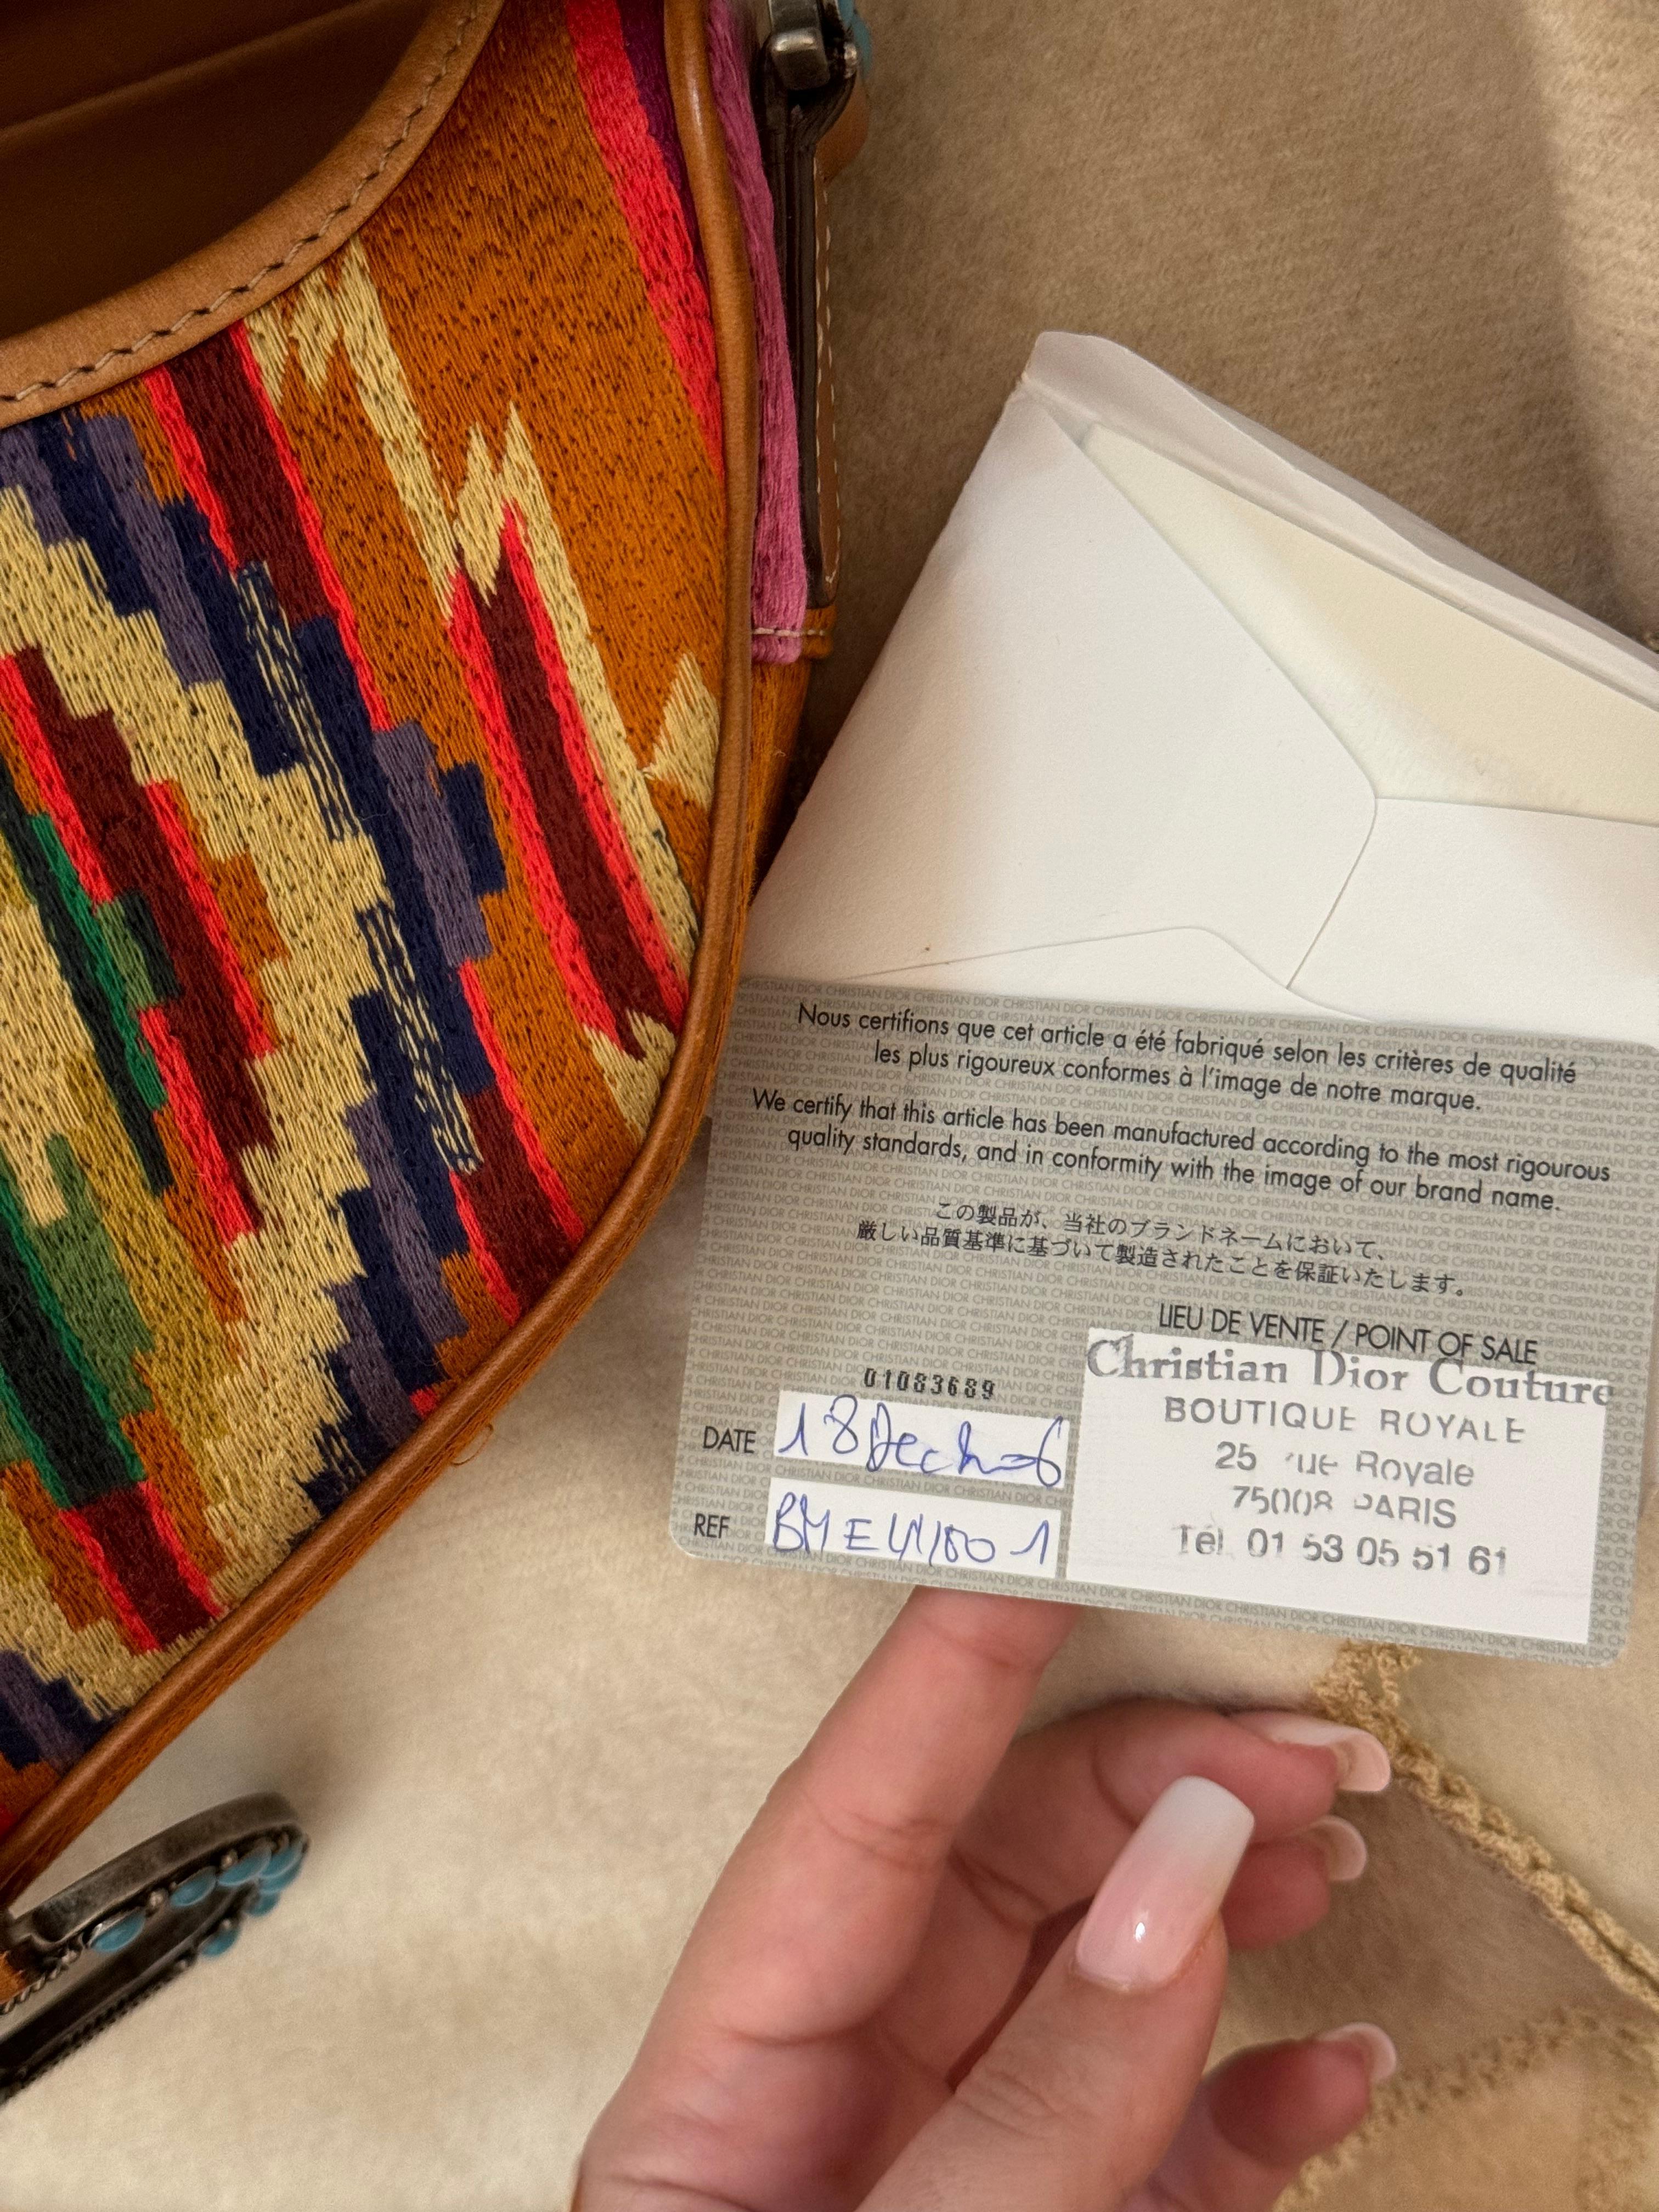 Nous certifions que cet article a été fabriqué selon les critères de qualité
les plus rigoureux conformes à l'image de notre marque.
We certify that this article has been manufactured according to the most rigourous
quality standards, and in conformity with the image of our brand name.
この製品が、当社のブランドネームにおいて、
厳しい品質基準に基づいて製造されたことを保証いたします。
LIEU DE VENTE / POINT OF SALE
Christian Dior Couture
BOUTIQUE ROYALE
25 rue Royale
75008 PARIS
Tél 01 53 05 51 61
01083689
DATE 18
REF
CHRISTIAN DIOR